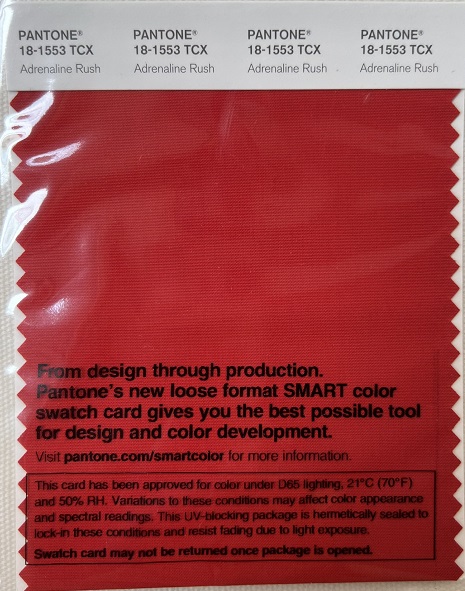 PANTONE® PANTONE® PANTONE® PANTONE®
18-1553 TCX 18-1553 TCX 18-1553 TCX 18-1553 TCX
Adrenaline Rush Adrenaline Rush Adrenaline Rush Adrenaline Rush
From design through production.
Pantone's new loose format SMART color
swatch card gives you the best possible tool
for design and color development.
Visit pantone.com/smartcolor for more information.
This card has been approved for color under D65 lighting, 21°C (70°F)
and 50% RH. Variations to these conditions may affect color appearance
and spectral readings. This UV-blocking package is hermetically sealed to
lock-in these conditions and resist fading due to light exposure.
Swatch card may not be returned once package is opened.